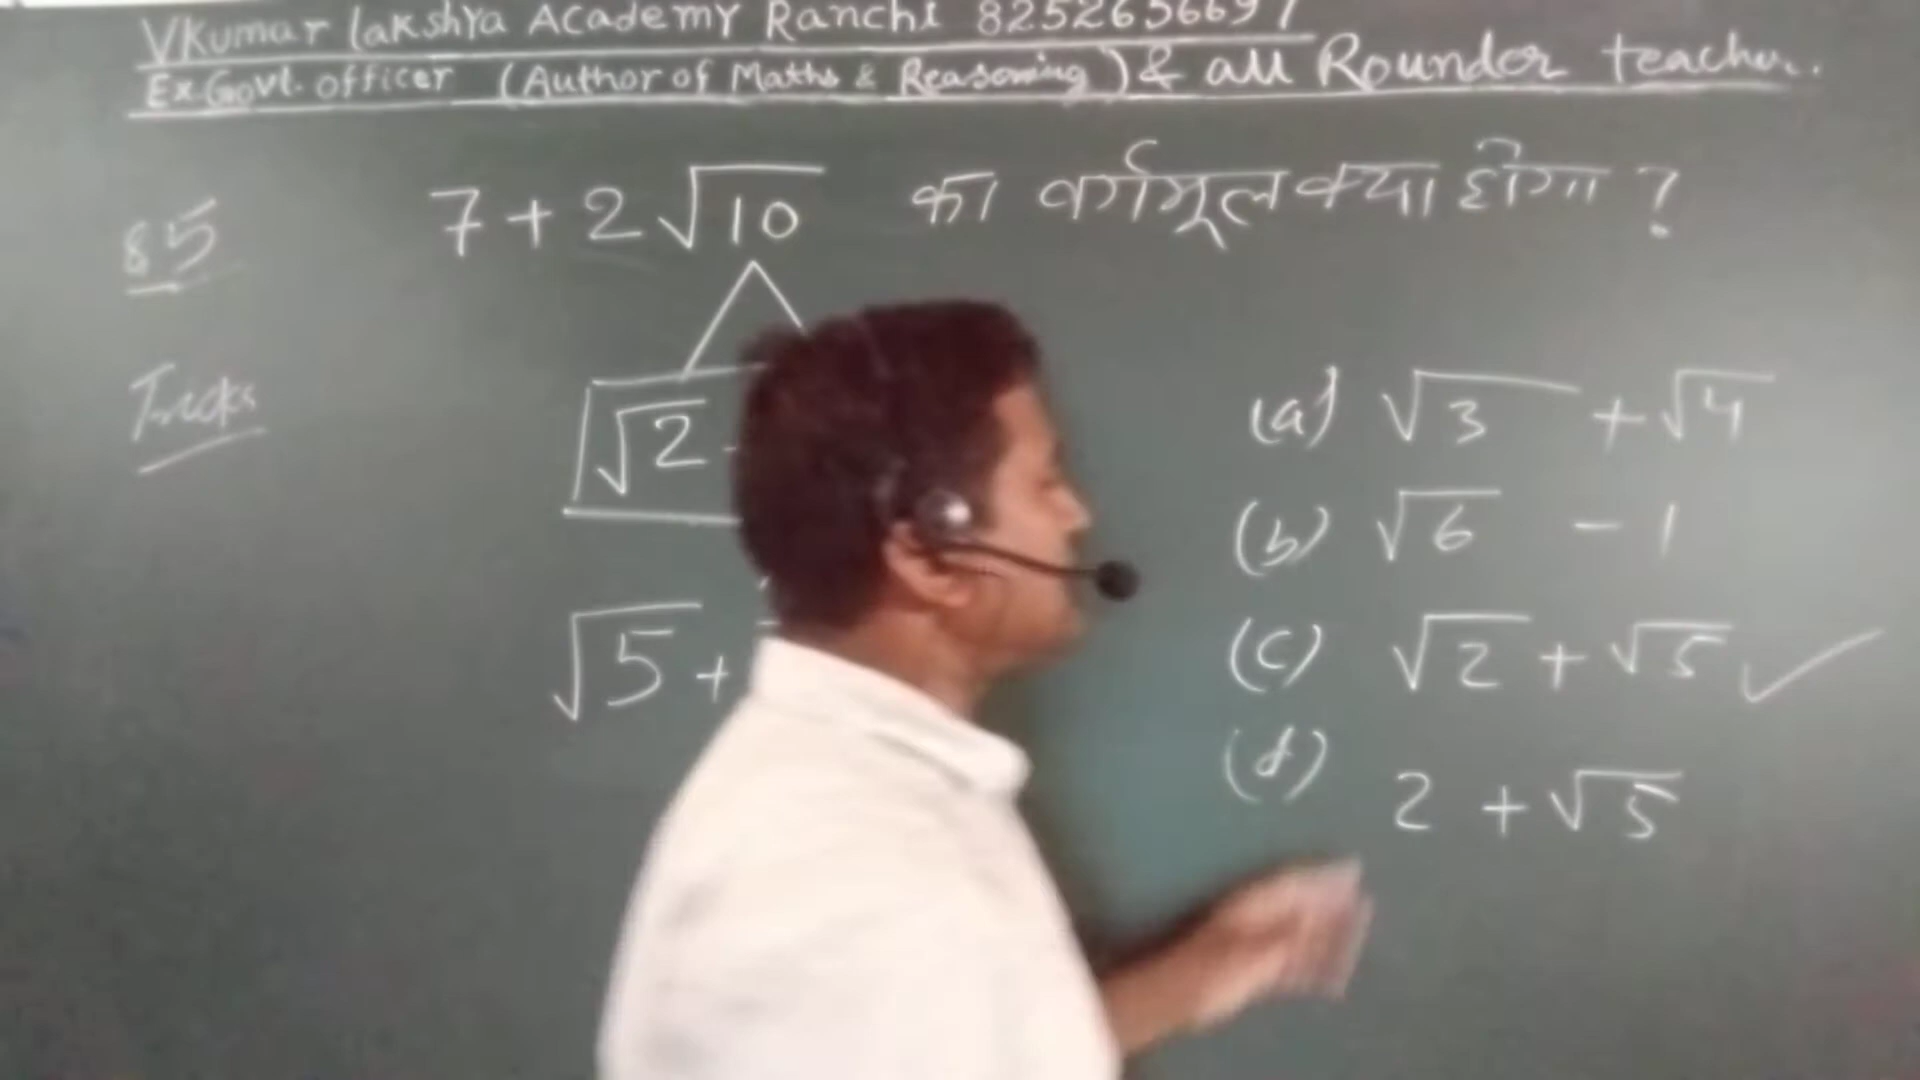 VKumar Lakshya Academy Ranchi 8252656697
Ex. Govt. officer (Author of Maths & Reasoning) & all Rounder teacher.
85 7 + 2√10 का वर्गमूल क्या होगा ?
Tricks
√2
√5 +
(a) √3 + √4
(b) √6 - 1
(c) √2 + √5 ✓
(d) 2 + √5